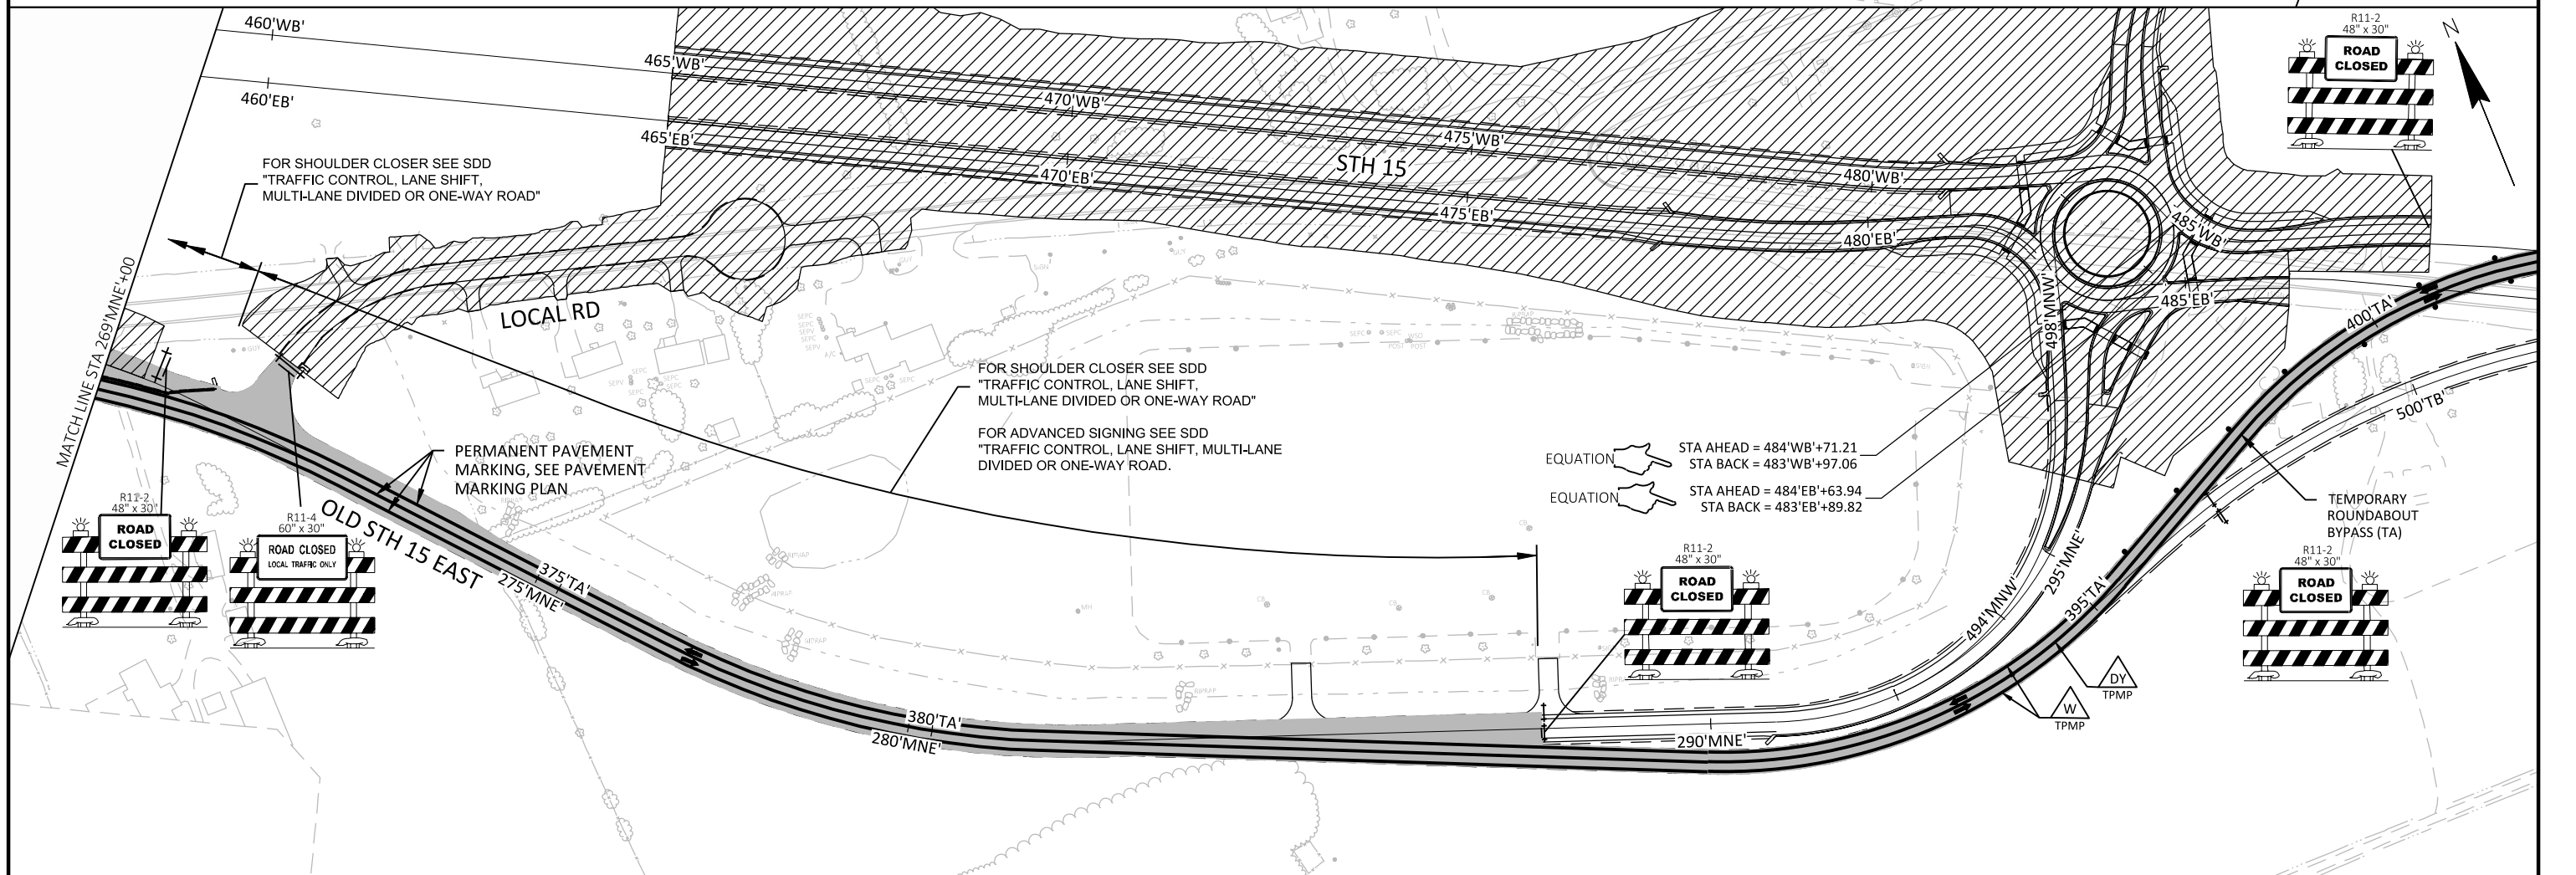 460'WB'
460'EB'
465'WB'
465'EB'
470'WB'
470'EB'
475'WB'
475'EB'
STH 15
480'WB'
480'EB'
485'WB'
485'EB'
498'MNW'
R11-2
48" x 30"
ROAD
CLOSED
N
FOR SHOULDER CLOSER SEE SDD
"TRAFFIC CONTROL, LANE SHIFT,
MULTI-LANE DIVIDED OR ONE-WAY ROAD"
MATCH LINE STA 269'MNE'+00
LOCAL RD
FOR SHOULDER CLOSER SEE SDD
"TRAFFIC CONTROL, LANE SHIFT,
MULTI-LANE DIVIDED OR ONE-WAY ROAD"
FOR ADVANCED SIGNING SEE SDD
"TRAFFIC CONTROL, LANE SHIFT, MULTI-LANE
DIVIDED OR ONE-WAY ROAD.
PERMANENT PAVEMENT
MARKING, SEE PAVEMENT
MARKING PLAN
EQUATION
STA AHEAD = 484'WB'+71.21
STA BACK = 483'WB'+97.06
EQUATION
STA AHEAD = 484'EB'+63.94
STA BACK = 483'EB'+89.82
400'TA'
500'TB'
TEMPORARY
ROUNDABOUT
BYPASS (TA)
R11-2
48" x 30"
ROAD
CLOSED
R11-4
60" x 30"
ROAD CLOSED
LOCAL TRAFFIC ONLY
OLD STH 15 EAST
375'TA'
275'MNE'
380'TA'
280'MNE'
R11-2
48" x 30"
ROAD
CLOSED
290'MNE'
494'MNW'
295'MNE'
395'TA'
DY
TPMP
W
TPMP
R11-2
48" x 30"
ROAD
CLOSED